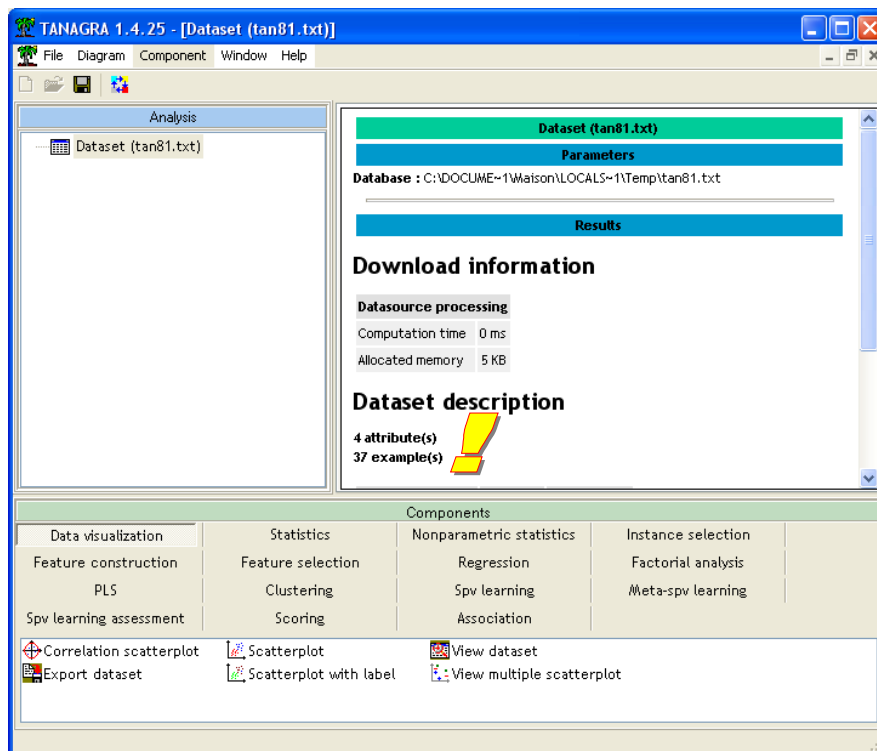 TANAGRA 1.4.25 - [Dataset (tan81.txt)]
File Diagram Component Window Help
Analysis
Dataset (tan81.txt)
Dataset (tan81.txt)
Parameters
Database : C:\DOCUME~1\Maison\LOCALS~1\Temp\tan81.txt
Results
Download information
Datasource processing
Computation time 0 ms
Allocated memory 5 KB
Dataset description
4 attribute(s)
37 example(s)
Components
Data visualization Statistics Nonparametric statistics Instance selection
Feature construction Feature selection Regression Factorial analysis
PLS Clustering Spv learning Meta-spv learning
Spv learning assessment Scoring Association
Correlation scatterplot Scatterplot View dataset
Export dataset Scatterplot with label View multiple scatterplot